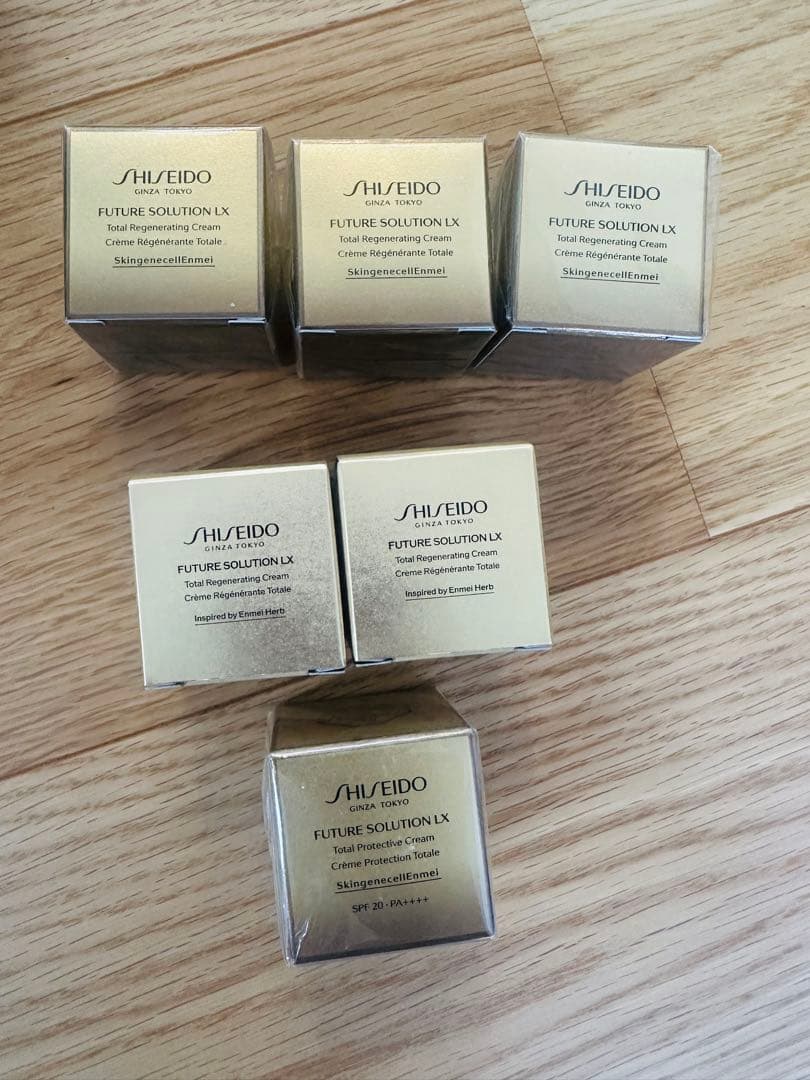 SHISEIDO
GINZA TOKYO
FUTURE SOLUTION LX
Total Regenerating Cream
Crème Régénérante Totale
SkingenecellEnmei
SHISEIDO
GINZA TOKYO
FUTURE SOLUTION LX
Total Regenerating Cream
Crème Régénérante Totale
SkingenecellEnmei
SHISEIDO
GINZA TOKYO
FUTURE SOLUTION LX
Total Regenerating Cream
Crème Régénérante Totale
SkingenecellEnmei
SHISEIDO
GINZA TOKYO
FUTURE SOLUTION LX
Total Regenerating Cream
Crème Régénérante Totale
Inspired by Enmei Herb
SHISEIDO
GINZA TOKYO
FUTURE SOLUTION LX
Total Regenerating Cream
Crème Régénérante Totale
Inspired by Enmei Herb
SHISEIDO
GINZA TOKYO
FUTURE SOLUTION LX
Total Protective Cream
Crème Protection Totale
SkingenecellEnmei
SPF 20・PA++++